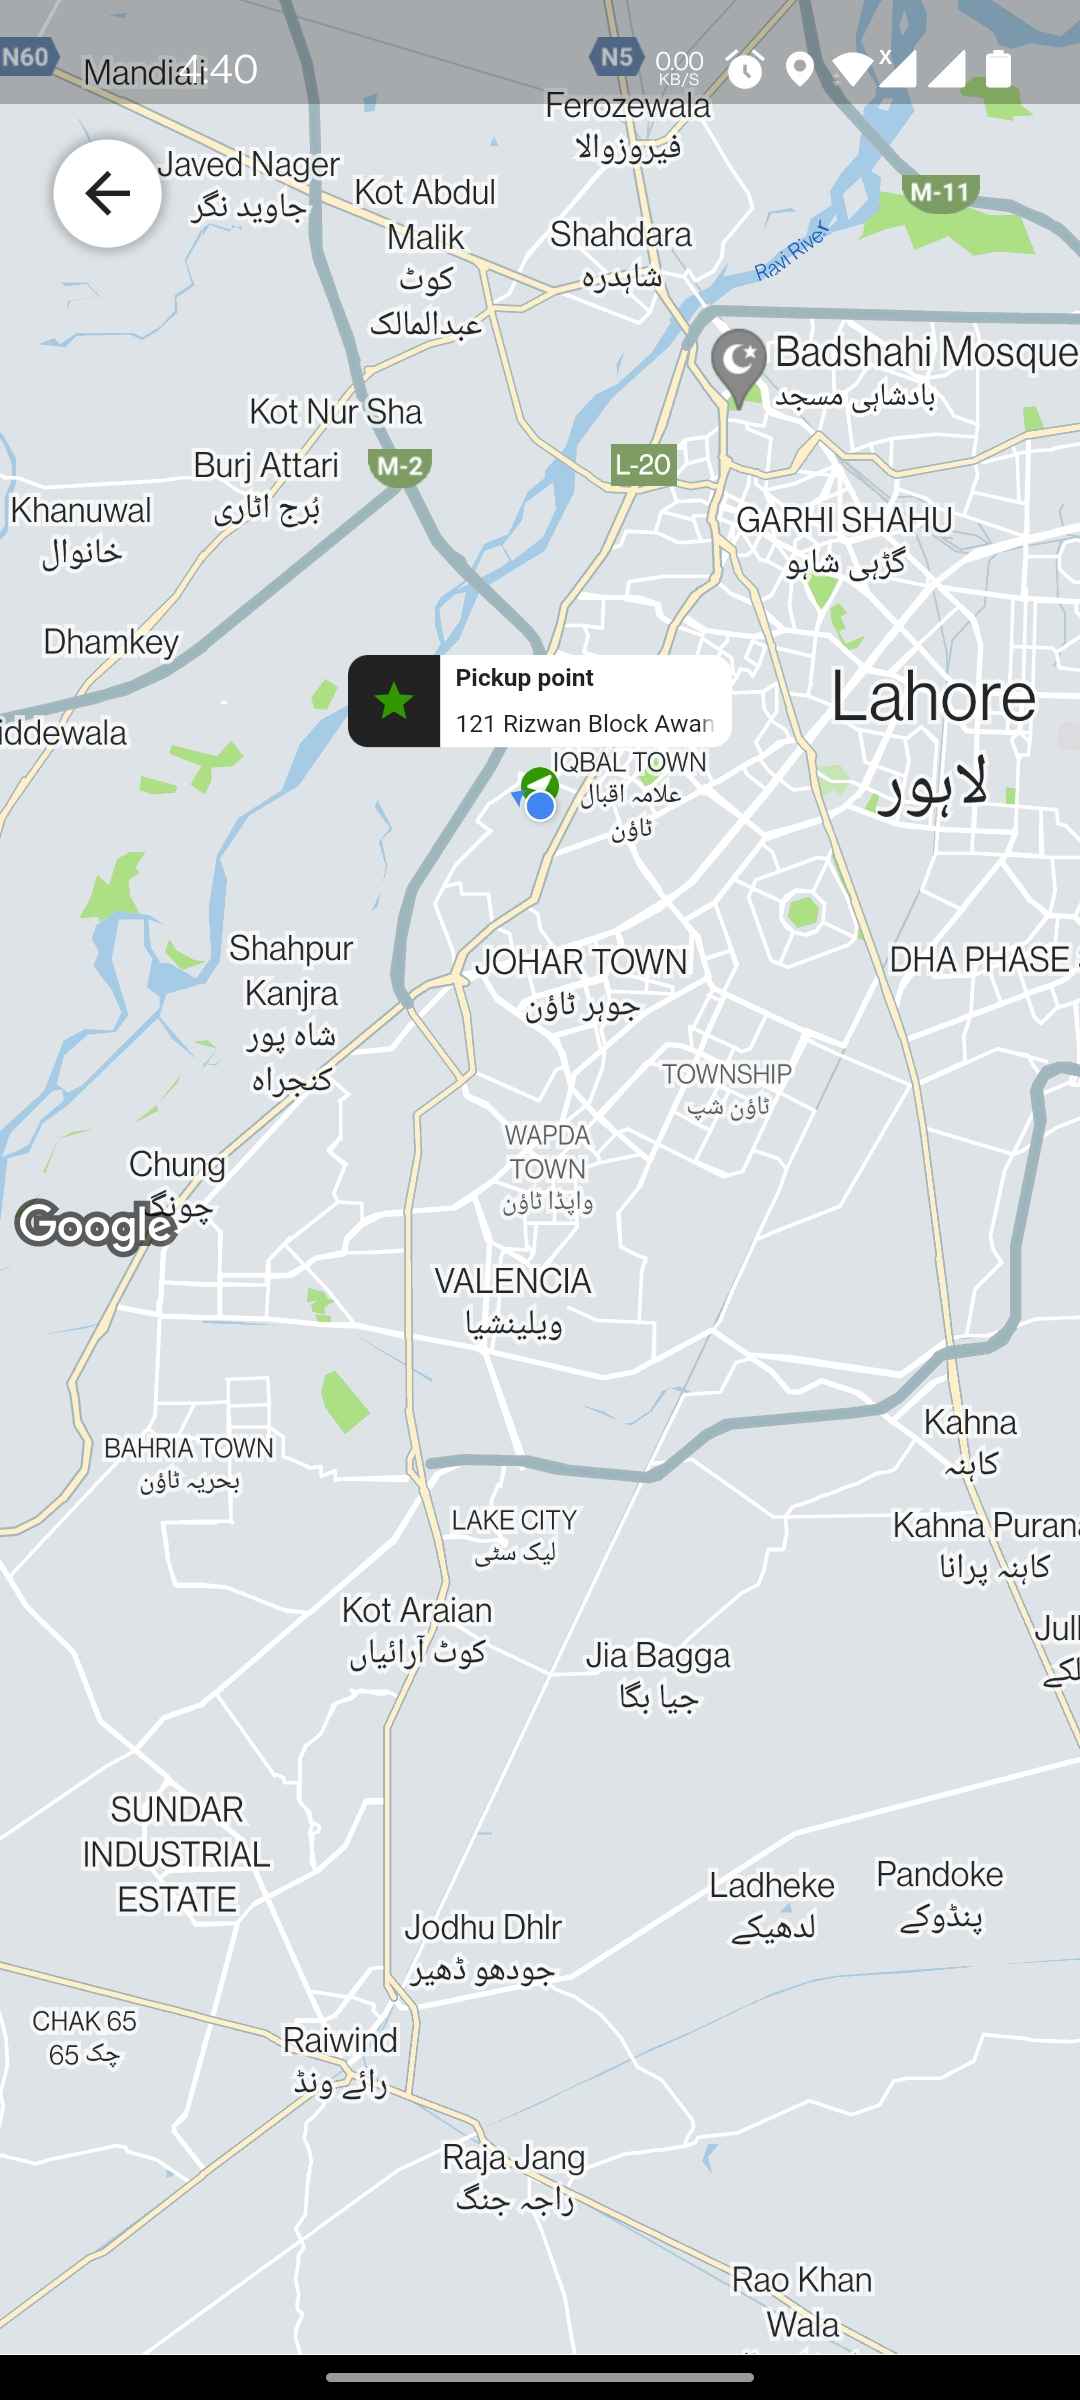 N60
Mandiali
4:40
N5
0.00
KB/S
X
Ferozewala
فیروزوالا
Javed Nager
جاوید نگر
Kot Abdul
Malik
کوٹ
عبدالمالک
Shahdara
شاہدرہ
Ravi River
M-11
Badshahi Mosque
بادشاہی مسجد
Kot Nur Sha
Burj Attari
بُرج اٹاری
M-2
L-20
Khanuwal
خانوال
GARHI SHAHU
گڑہی شاہو
Dhamkey
Lahore
لاہور
iddewala
Pickup point
121 Rizwan Block Awan
IQBAL TOWN
علامہ اقبال
ٹاؤن
Shahpur
Kanjra
شاہ پور
کنجراہ
JOHAR TOWN
جوہر ٹاؤن
DHA PHASE
TOWNSHIP
ٹاؤن شپ
WAPDA
TOWN
واپڈا ٹاؤن
Chung
چونگ
Google
VALENCIA
ویلینشیا
BAHRIA TOWN
بحریہ ٹاؤن
Kahna
کاہنہ
LAKE CITY
لیک سٹی
Kahna Purana
کاہنہ پرانا
Kot Araian
کوٹ آرائیاں
Jull
لکے
Jia Bagga
جیا بگا
SUNDAR
INDUSTRIAL
ESTATE
Ladheke
لدھیکے
Pandoke
پنڈوکے
Jodhu Dhlr
جودھو ڈھیر
CHAK 65
چک 65
Raiwind
رائے ونڈ
Raja Jang
راجہ جنگ
Rao Khan
Wala